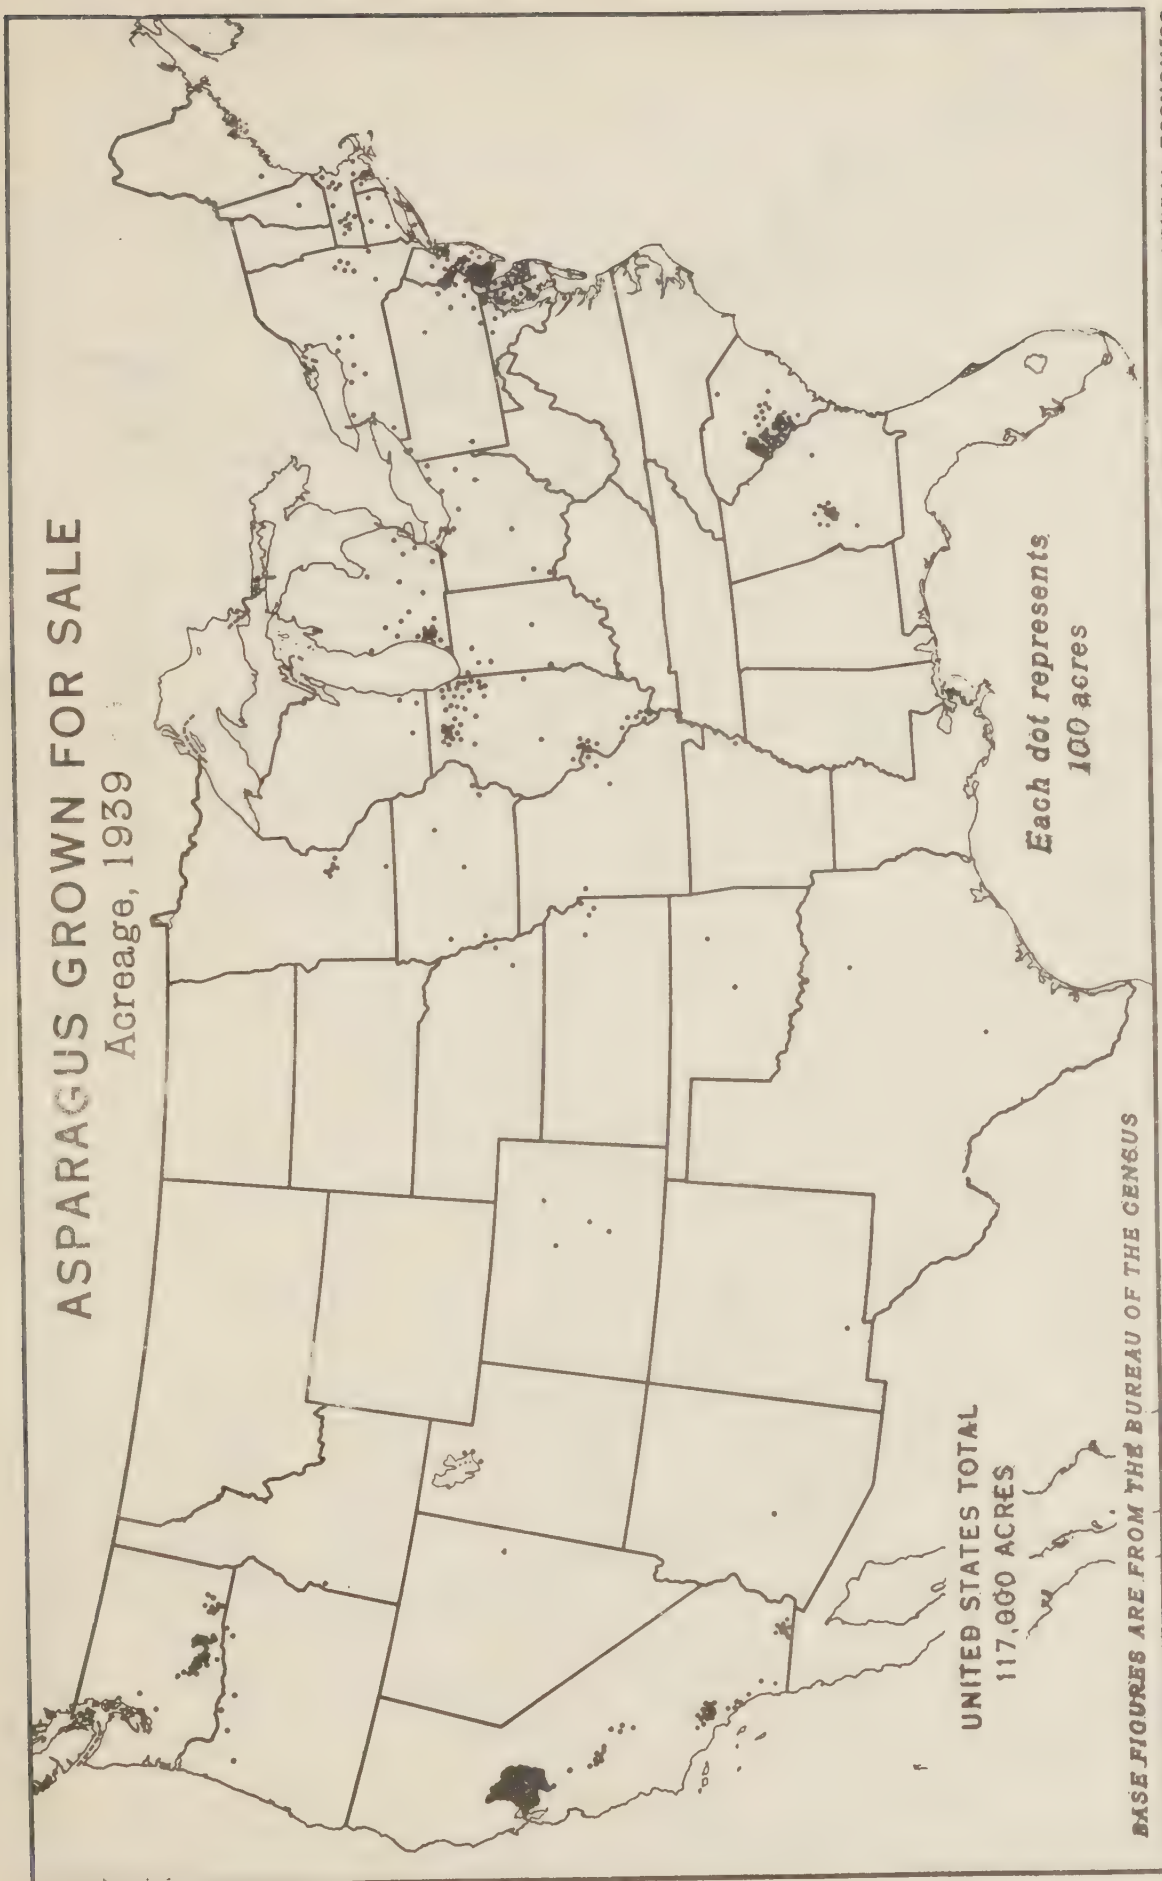 ASPARAGUS GROWN FOR SALE
Acreage, 1939
Each dot represents
100 acres
UNITED STATES TOTAL
117,000 ACRES
BASE FIGURES ARE FROM THE BUREAU OF THE CENSUS